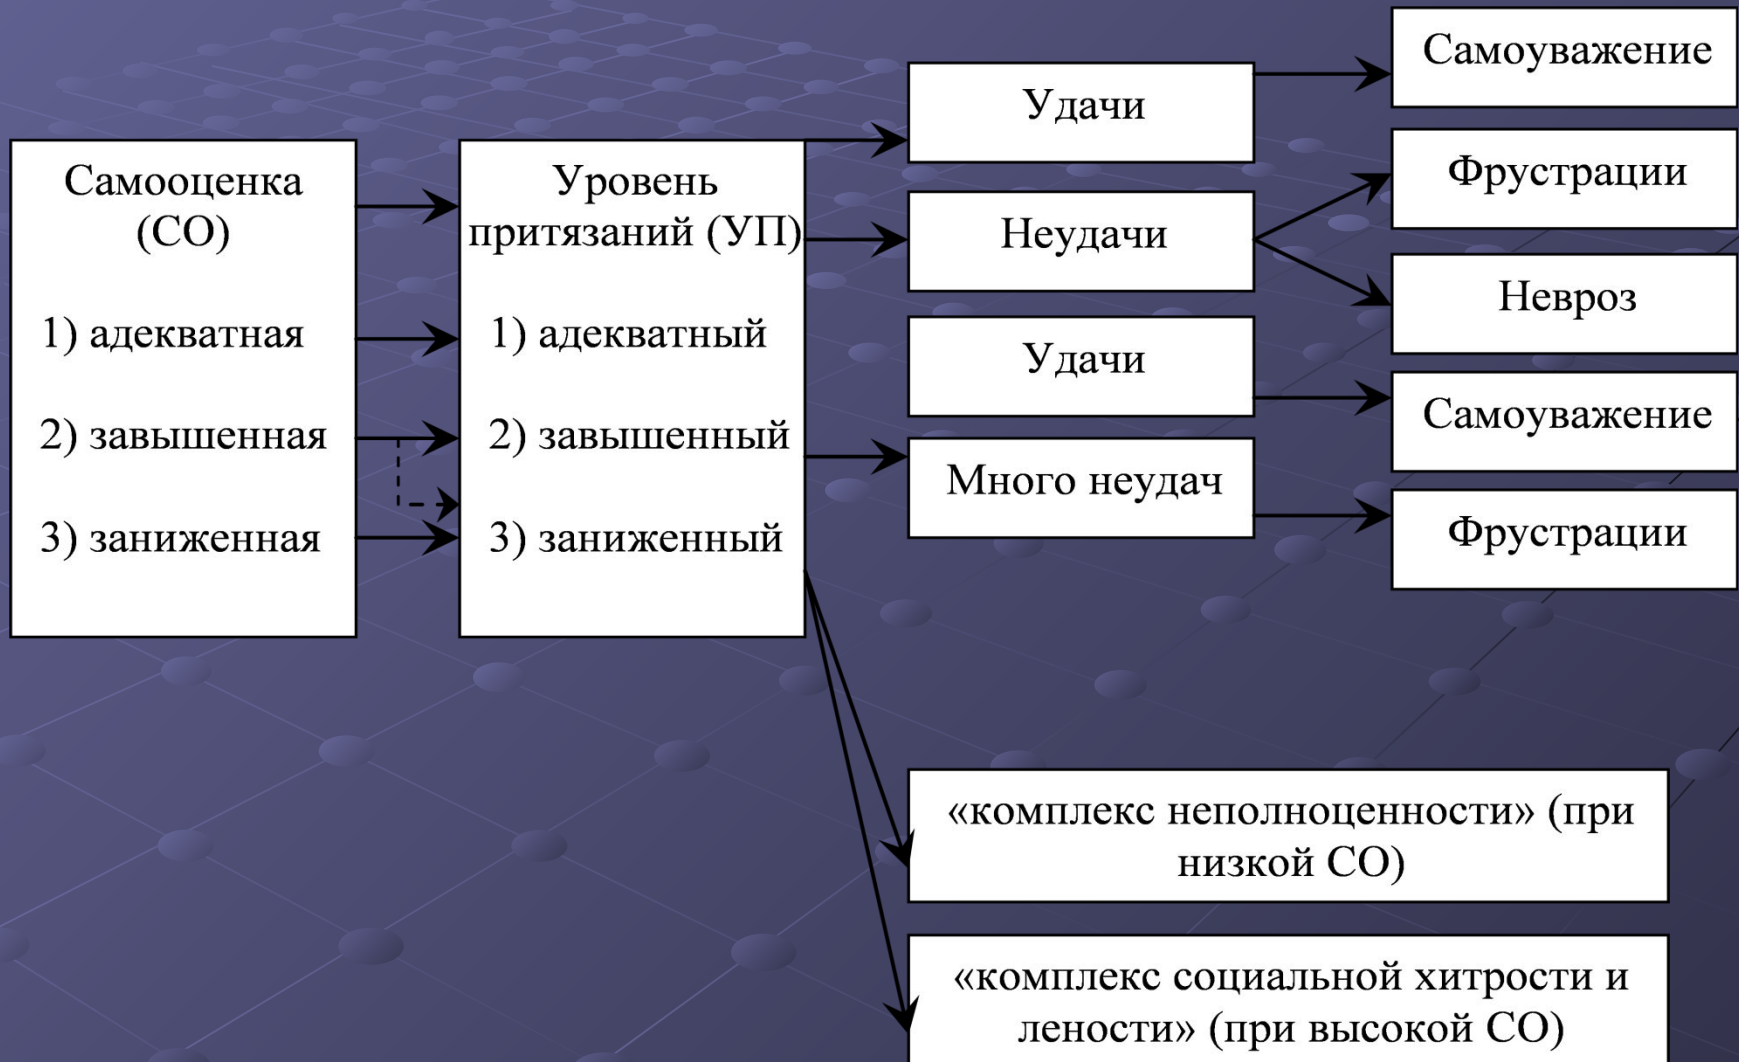 Самооценка
(СО)
1) адекватная
2) завышенная
3) заниженная
Уровень
притязаний (УП)
1) адекватный
2) завышенный
3) заниженный
Удачи
Неудачи
Удачи
Много неудач
Самоуважение
Фрустрации
Невроз
Самоуважение
Фрустрации
«комплекс неполноценности» (при
низкой СО)
«комплекс социальной хитрости и
лености» (при высокой СО)